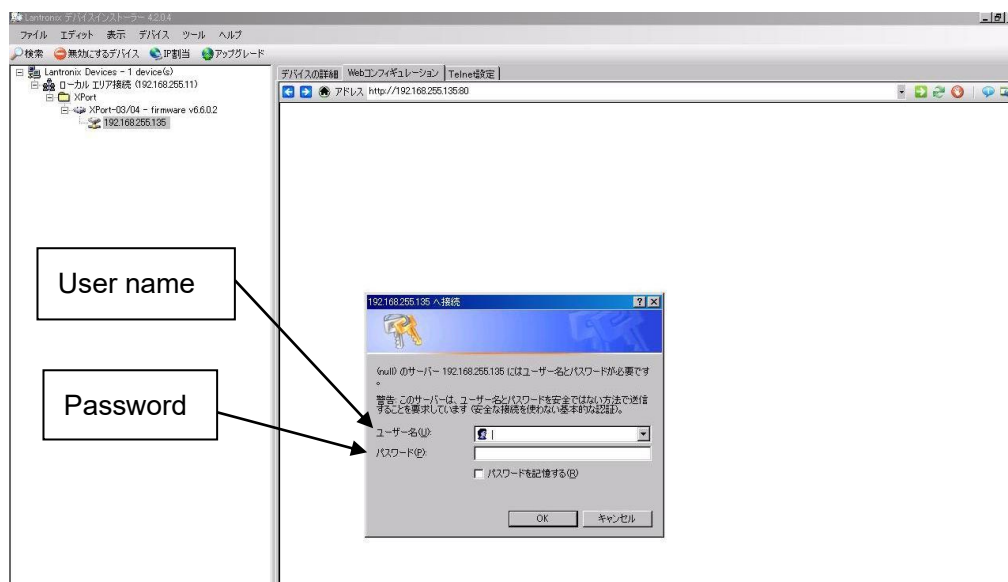 Lantronix デバイスインストーラー 4.2.0.4
ファイル エディット 表示 デバイス ツール ヘルプ
検索 無効にするデバイス IP割当 アップグレード
Lantronix Devices - 1 device(s)
ローカル エリア接続 (192.168.255.11)
XPort
XPort-03/04 - firmware v6.6.0.2
192.168.255.135
デバイスの詳細 Webコンフィギュレーション Telnet設定
アドレス http://192.168.255.135:80
User name
Password
192.168.255.135 へ接続
(null) のサーバー 192.168.255.135 にはユーザー名とパスワードが必要です
。
警告: このサーバーは、ユーザー名とパスワードを安全ではない方法で送信
することを要求しています (安全な接続を使わない基本的な認証)。
ユーザー名(U):
パスワード(P):
パスワードを記憶する(R)
OK キャンセル